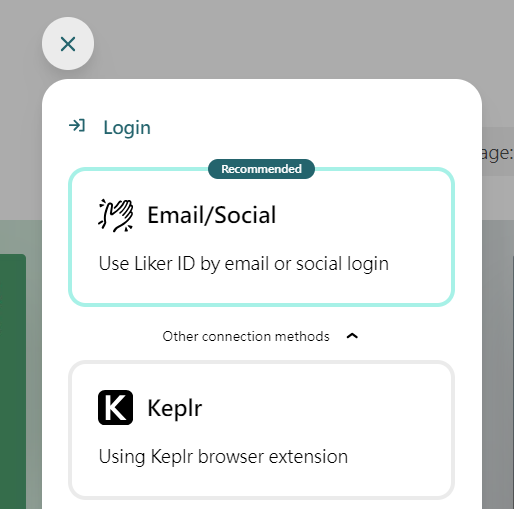 Login
age:
Recommended
Email/Social
Use Liker ID by email or social login
Other connection methods
Keplr
Using Keplr browser extension